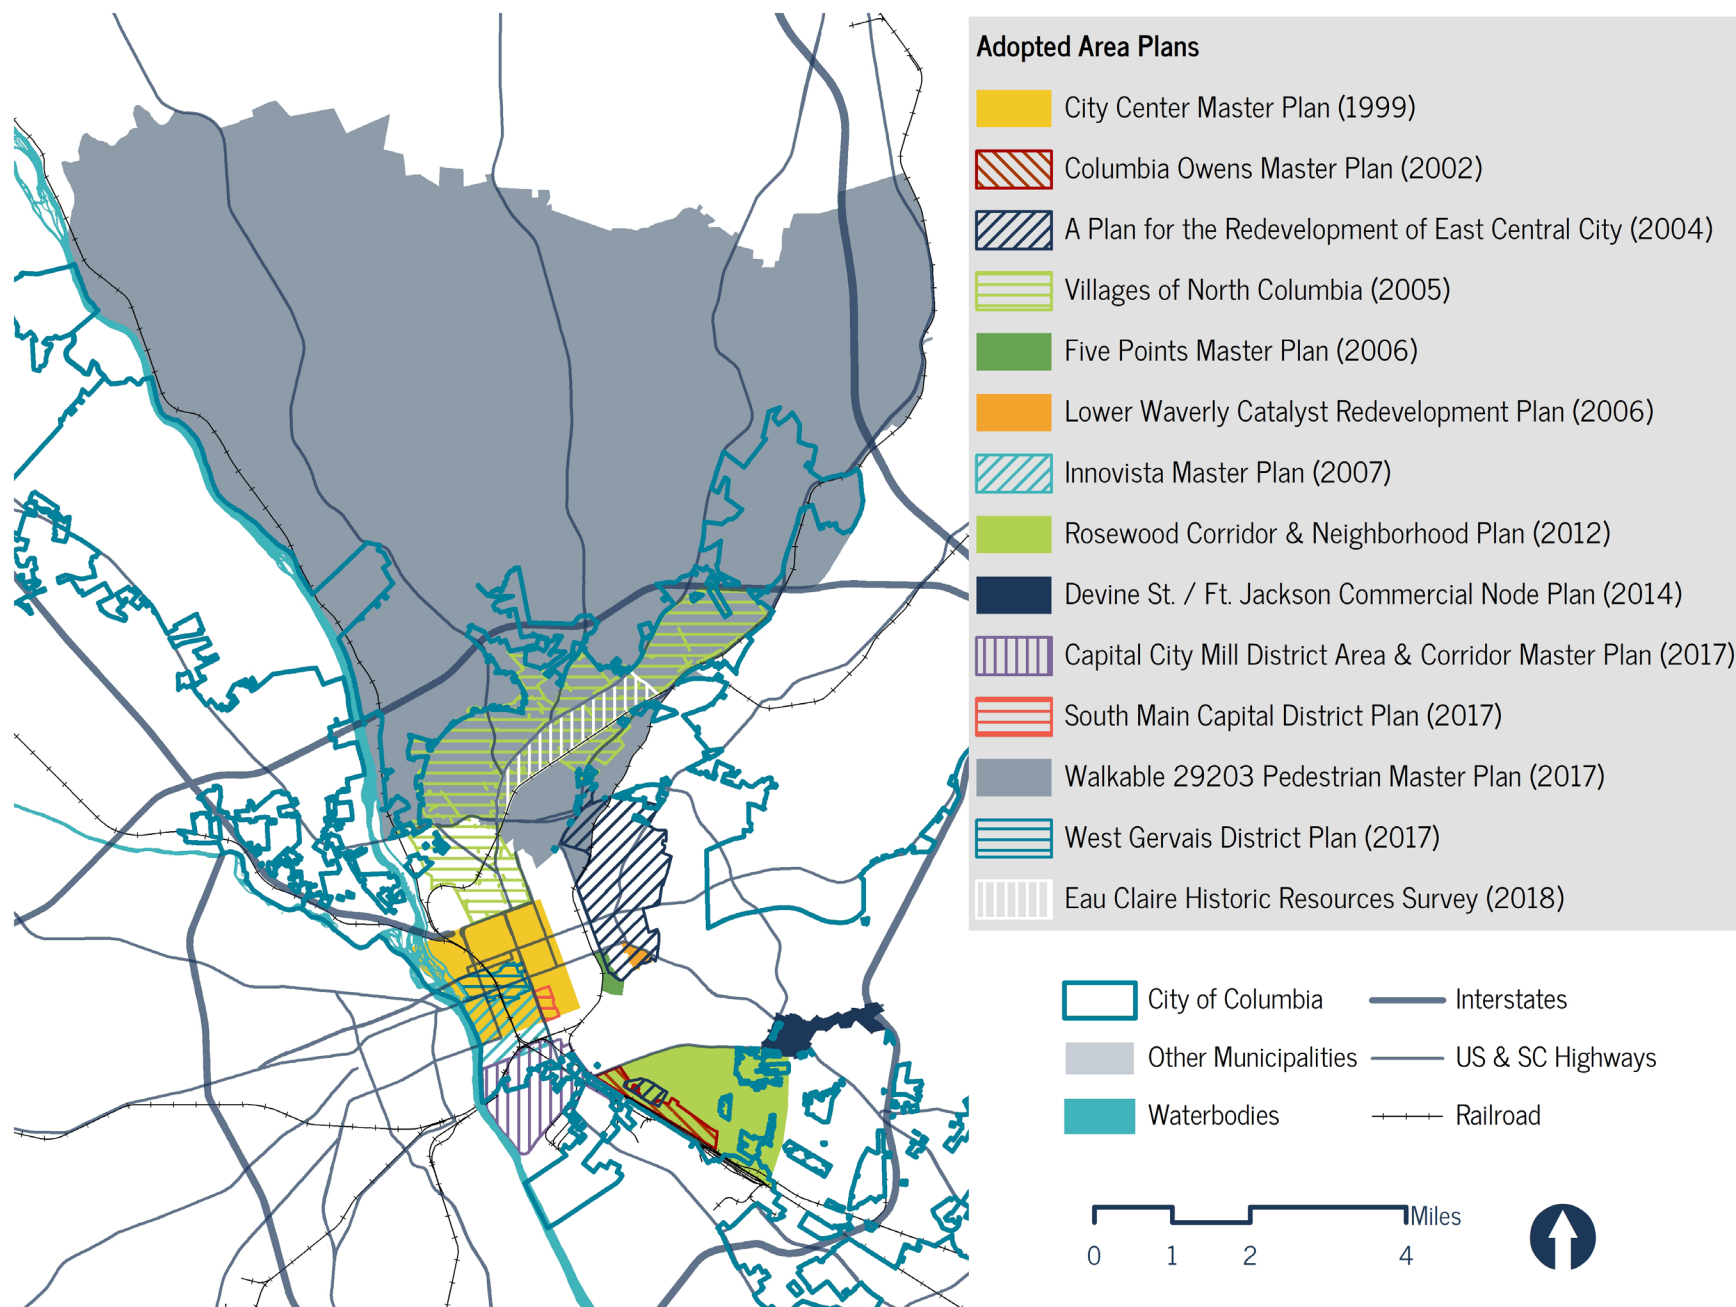 Adopted Area Plans
City Center Master Plan (1999)
Columbia Owens Master Plan (2002)
A Plan for the Redevelopment of East Central City (2004)
Villages of North Columbia (2005)
Five Points Master Plan (2006)
Lower Waverly Catalyst Redevelopment Plan (2006)
Innovista Master Plan (2007)
Rosewood Corridor & Neighborhood Plan (2012)
Devine St. / Ft. Jackson Commercial Node Plan (2014)
Capital City Mill District Area & Corridor Master Plan (2017)
South Main Capital District Plan (2017)
Walkable 29203 Pedestrian Master Plan (2017)
West Gervais District Plan (2017)
Eau Claire Historic Resources Survey (2018)
City of Columbia
Interstates
Other Municipalities
US & SC Highways
Waterbodies
Railroad
Miles
0 1 2 4